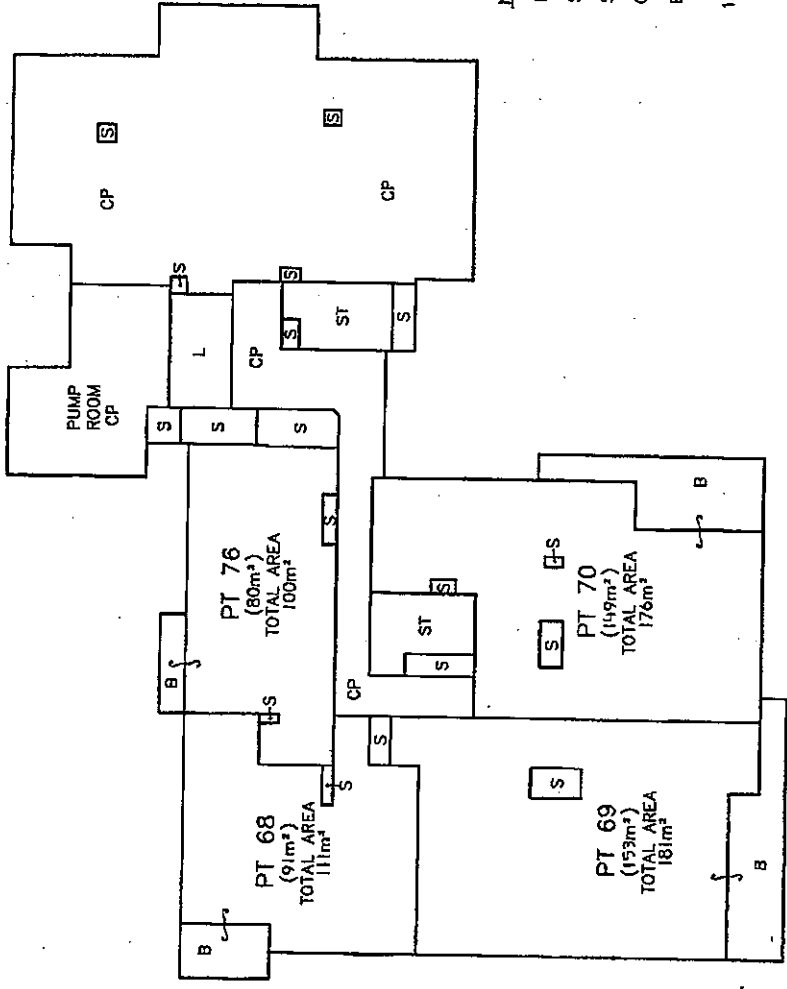 S
CP
S
CP
S
S
PUMP
ROOM
CP
L
CP
S
ST
S
S
S
S
S
PT 76
(80m²)
TOTAL AREA
100m²
B
S
S
PT 68
(91m²)
TOTAL AREA
111m²
B
CP
S
ST
S
S
S
S
PT 70
(149m²)
TOTAL AREA
176m²
B
S
PT 69
(153m²)
TOTAL AREA
181m²
B